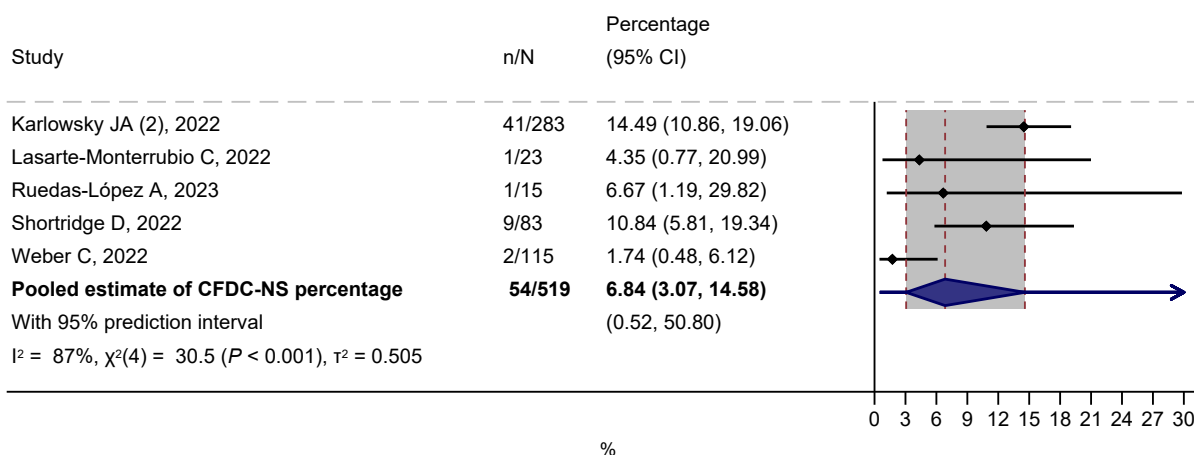 Percentage
Study n/N (95% CI)
Karlowsky JA (2), 2022 41/283 14.49 (10.86, 19.06)
Lasarte-Monterrubio C, 2022 1/23 4.35 (0.77, 20.99)
Ruedas-López A, 2023 1/15 6.67 (1.19, 29.82)
Shortridge D, 2022 9/83 10.84 (5.81, 19.34)
Weber C, 2022 2/115 1.74 (0.48, 6.12)
Pooled estimate of CFDC-NS percentage 54/519 6.84 (3.07, 14.58)
With 95% prediction interval (0.52, 50.80)
I² = 87%, χ²(4) = 30.5 (P < 0.001), τ² = 0.505
0 3 6 9 12 15 18 21 24 27 30
%